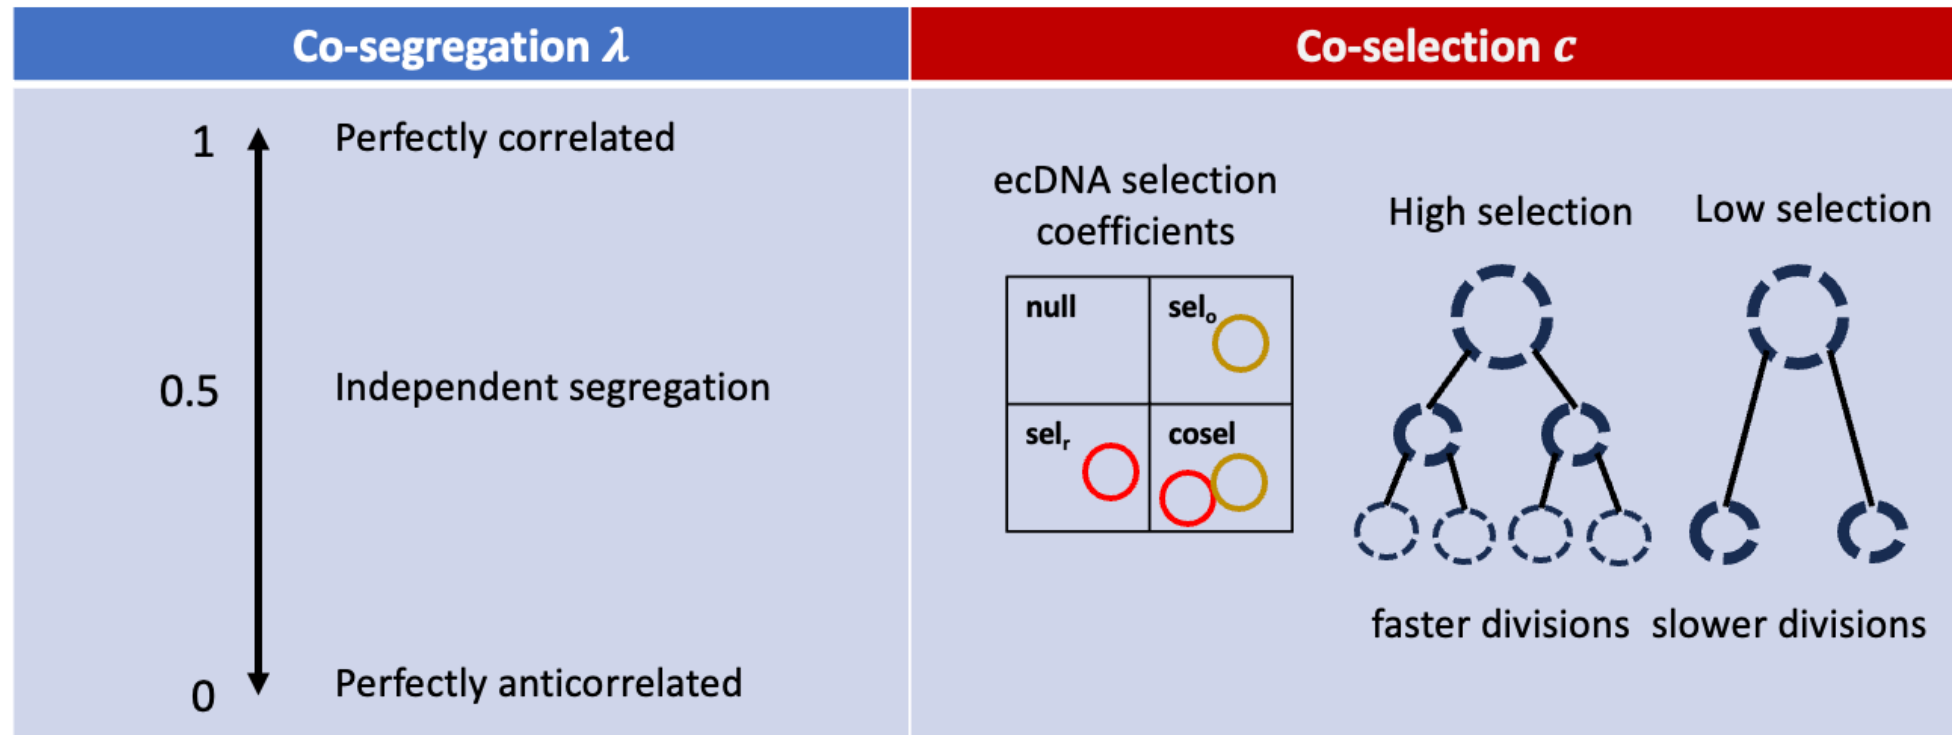 Co-segregation λ
Co-selection c
1
Perfectly correlated
0.5
Independent segregation
0
Perfectly anticorrelated
ecDNA selection
coefficients
null
selₒ
selᵣ
cosel
High selection
Low selection
faster divisions
slower divisions